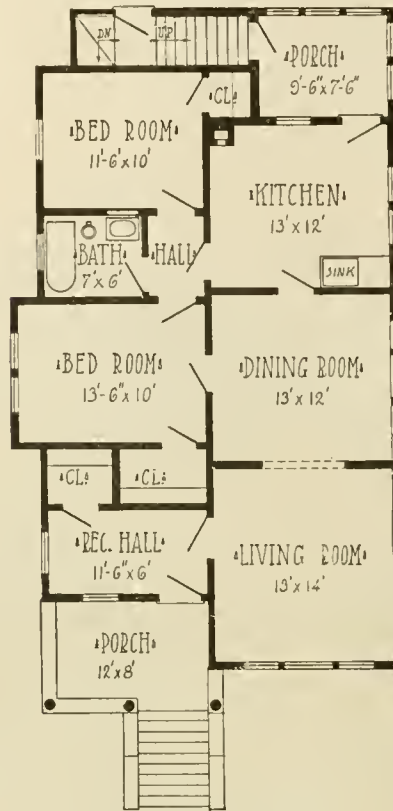 DN
UP
PORCH
9'-6"x7'-6"
CL.
BED ROOM
11'-6"x10'
KITCHEN
13'x12'
BATH
7'x6'
HALL
SINK
BED ROOM
13'-6"x10'
DINING ROOM
13'x12'
CL.
CL.
REC. HALL
11'-6"x6'
LIVING ROOM
13'x14'
PORCH
12'x8'